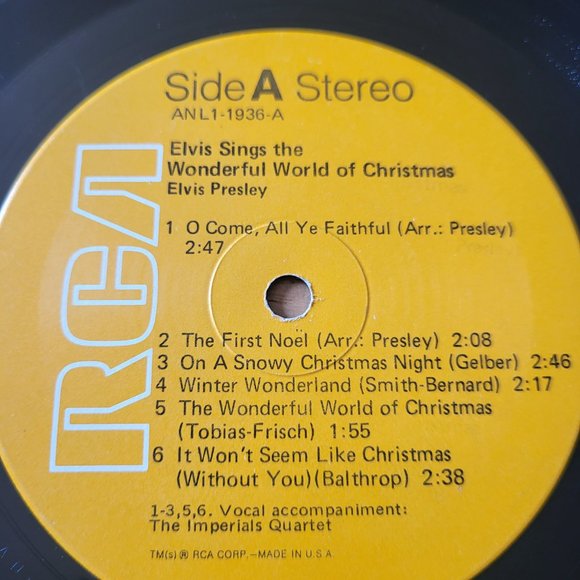 Side A Stereo
ANL1-1936-A
Elvis Sings the
1 Wonderful World of Christmas
Elvis Presley
1 O Come, All Ye Faithful (Arr.: Presley)
2:47
2 The First Noël (Arr.: Presley) 2:08
3 On A Snowy Christmas Night (Gelber) 2:46
4 Winter Wonderland (Smith-Bernard) 2:17
5 The Wonderful World of Christmas
(Tobias-Frisch) 1:55
6 It Won't Seem Like Christmas
(Without You) (Balthrop) 2:38
1-3,5,6. Vocal accompaniment:
The Imperials Quartet
TM(s) ® RCA CORP.—MADE IN U.S.A.
RCA